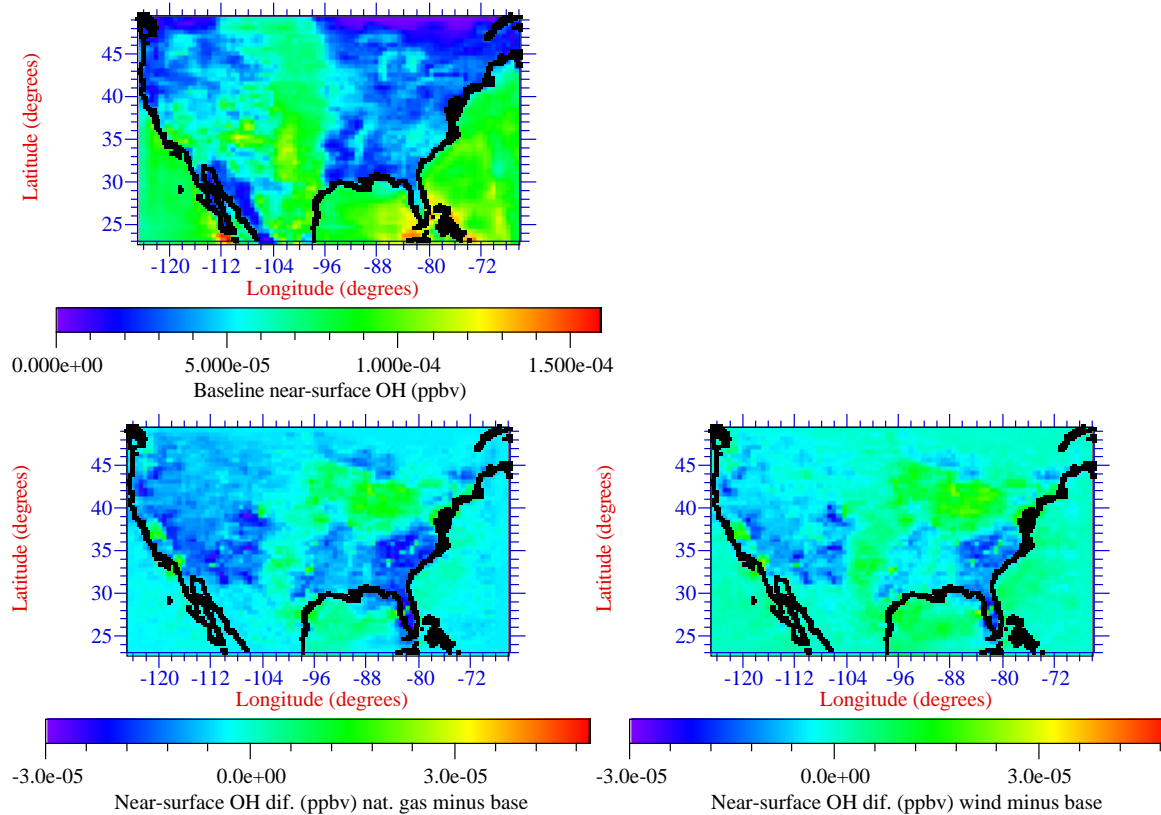 Latitude (degrees)
45
40
35
30
25
-120 -112 -104 -96 -88 -80 -72
Longitude (degrees)
0.000e+00 5.000e-05 1.000e-04 1.500e-04
Baseline near-surface OH (ppbv)
Latitude (degrees)
45
40
35
30
25
-120 -112 -104 -96 -88 -80 -72
Longitude (degrees)
-3.0e-05 0.0e+00 3.0e-05
Near-surface OH dif. (ppbv) nat. gas minus base
Latitude (degrees)
45
40
35
30
25
-120 -112 -104 -96 -88 -80 -72
Longitude (degrees)
-3.0e-05 0.0e+00 3.0e-05
Near-surface OH dif. (ppbv) wind minus base